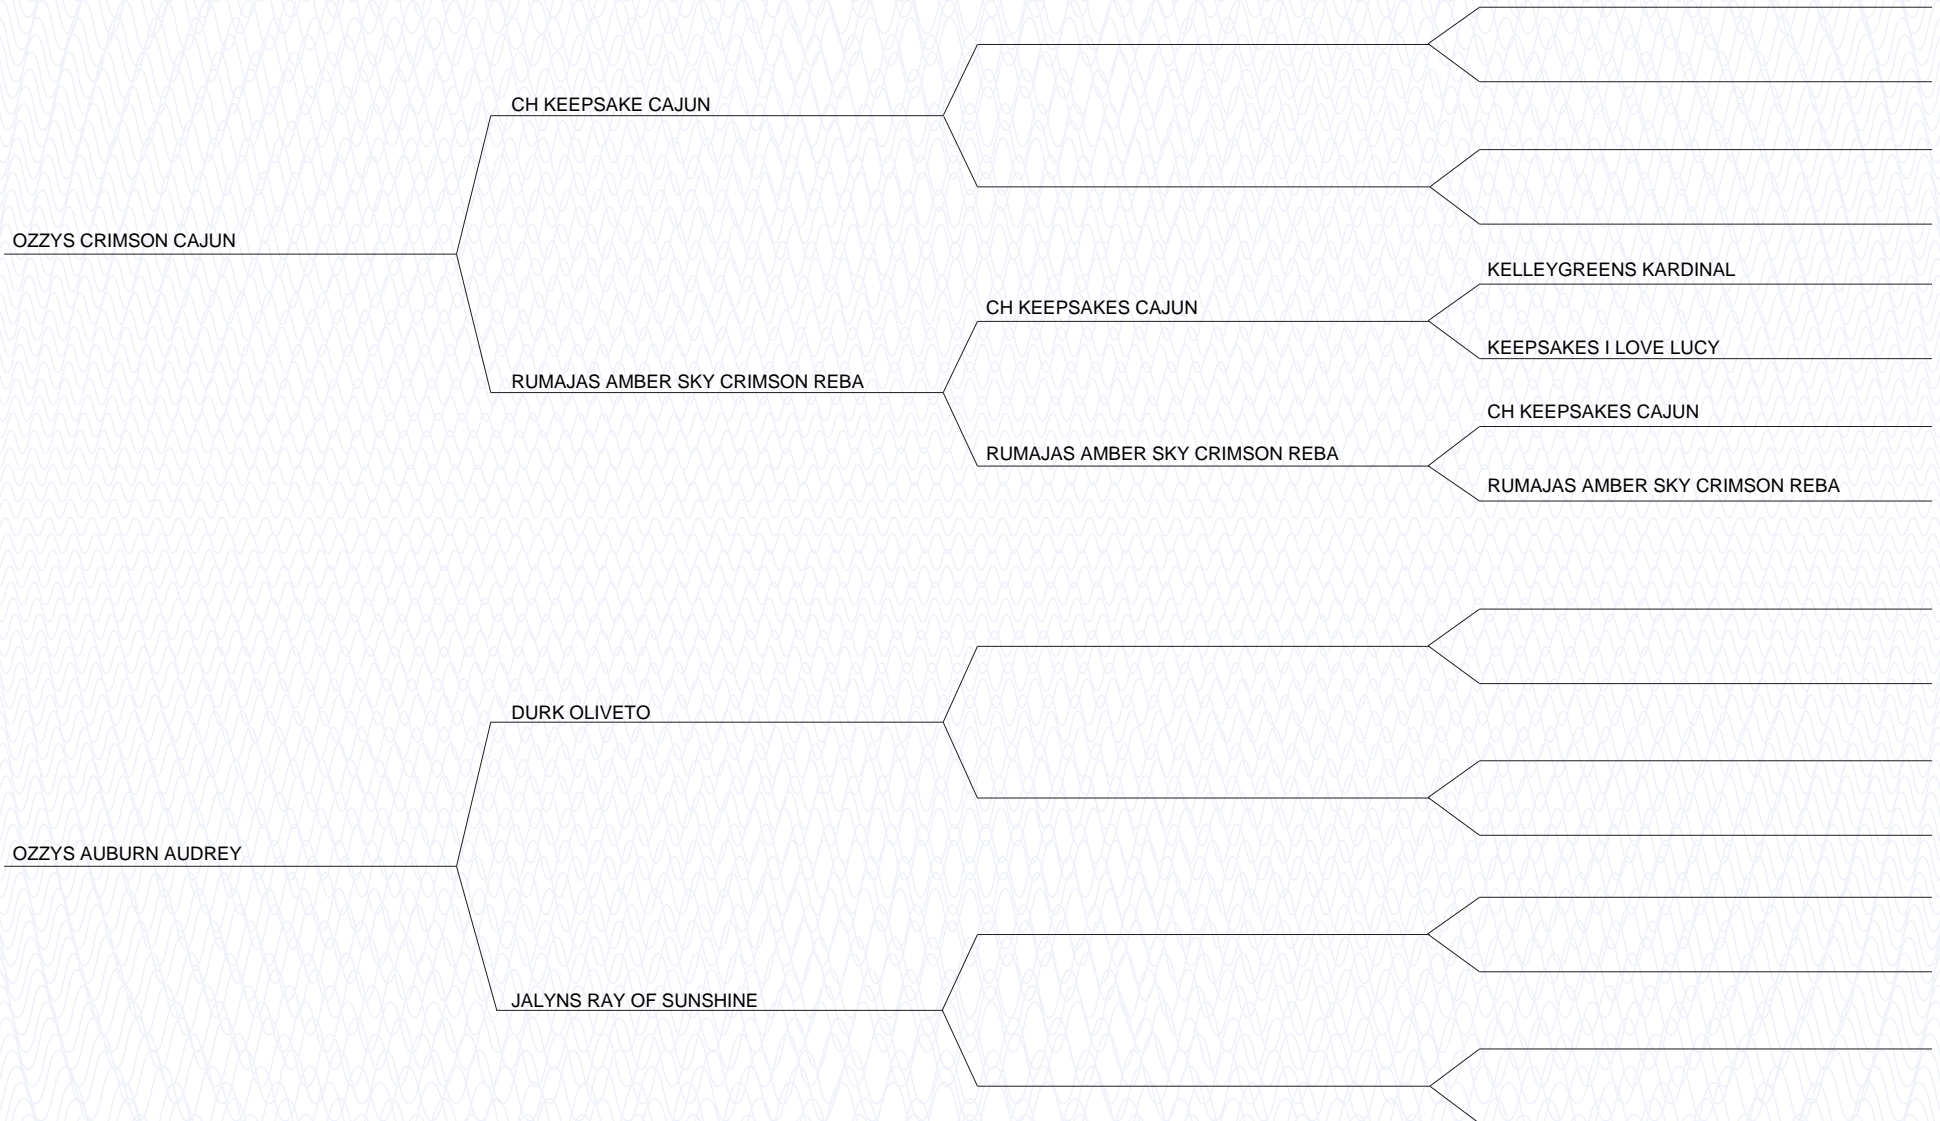 CH KEEPSAKE CAJUN
OZZYS CRIMSON CAJUN
KELLEYGREENS KARDINAL
CH KEEPSAKES CAJUN
KEEPSAKES I LOVE LUCY
RUMAJAS AMBER SKY CRIMSON REBA
CH KEEPSAKES CAJUN
RUMAJAS AMBER SKY CRIMSON REBA
RUMAJAS AMBER SKY CRIMSON REBA
DURK OLIVETO
OZZYS AUBURN AUDREY
JALYNS RAY OF SUNSHINE